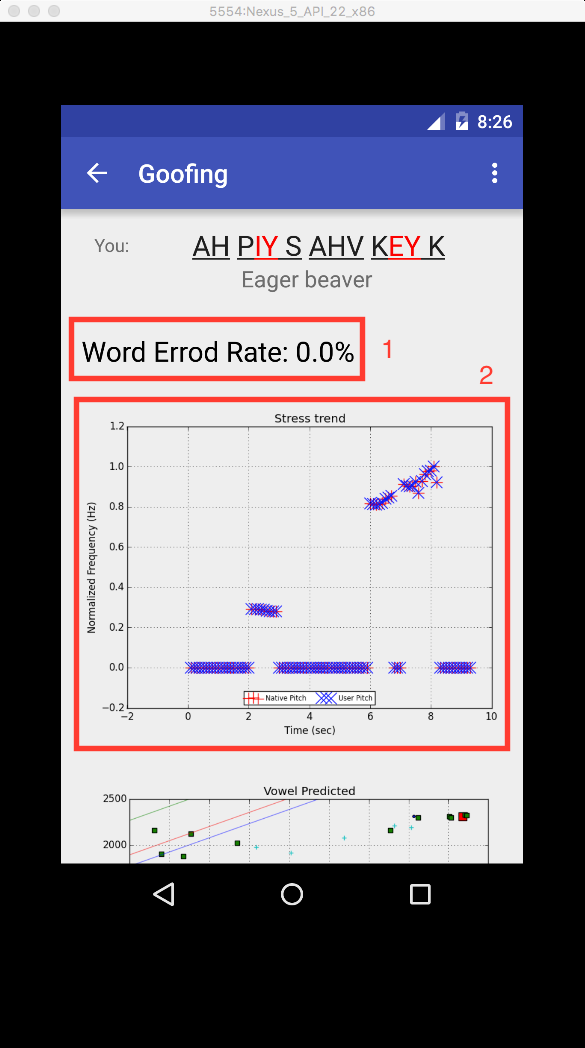 5554:Nexus_5_API_22_x86
8:26
Goofing
You: AH PIY S AHV KEY K
Eager beaver
Word Errod Rate: 0.0%
1
2
Stress trend
1.2
1.0
0.8
0.6
0.4
0.2
0.0
−0.2
Normalized Frequency (Hz)
Native Pitch User Pitch
−2 0 2 4 6 8 10
Time (sec)
Vowel Predicted
2500
2000